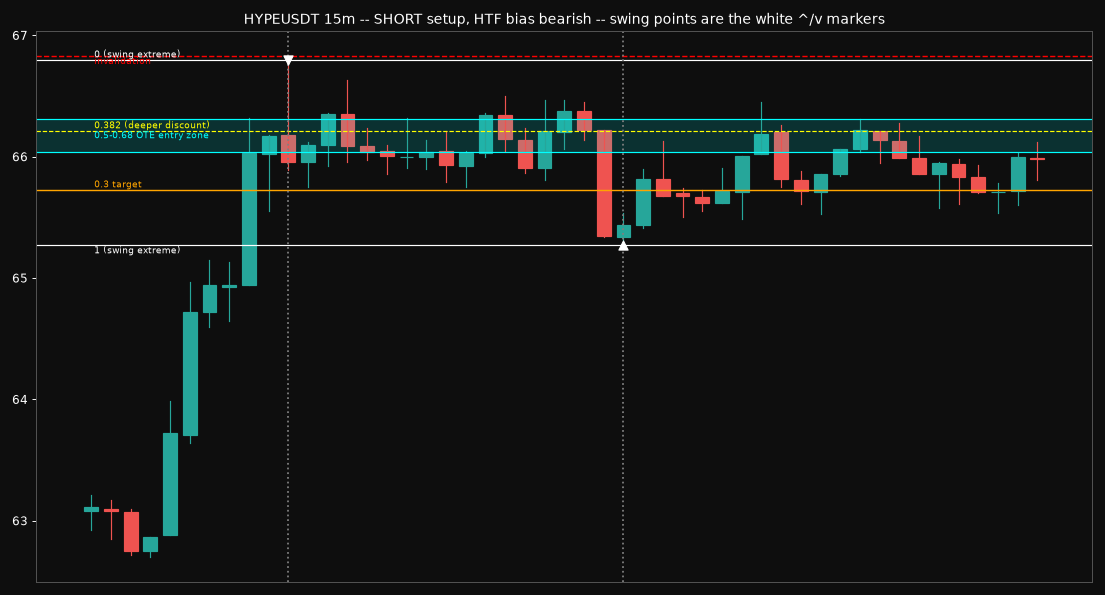 HYPEUSDT 15m -- SHORT setup, HTF bias bearish -- swing points are the white ^/v markers
67
0 (swing extreme)
invalidation
0.382 (deeper discount)
0.5-0.68 OTE entry zone
66
0.3 target
1 (swing extreme)
65
64
63